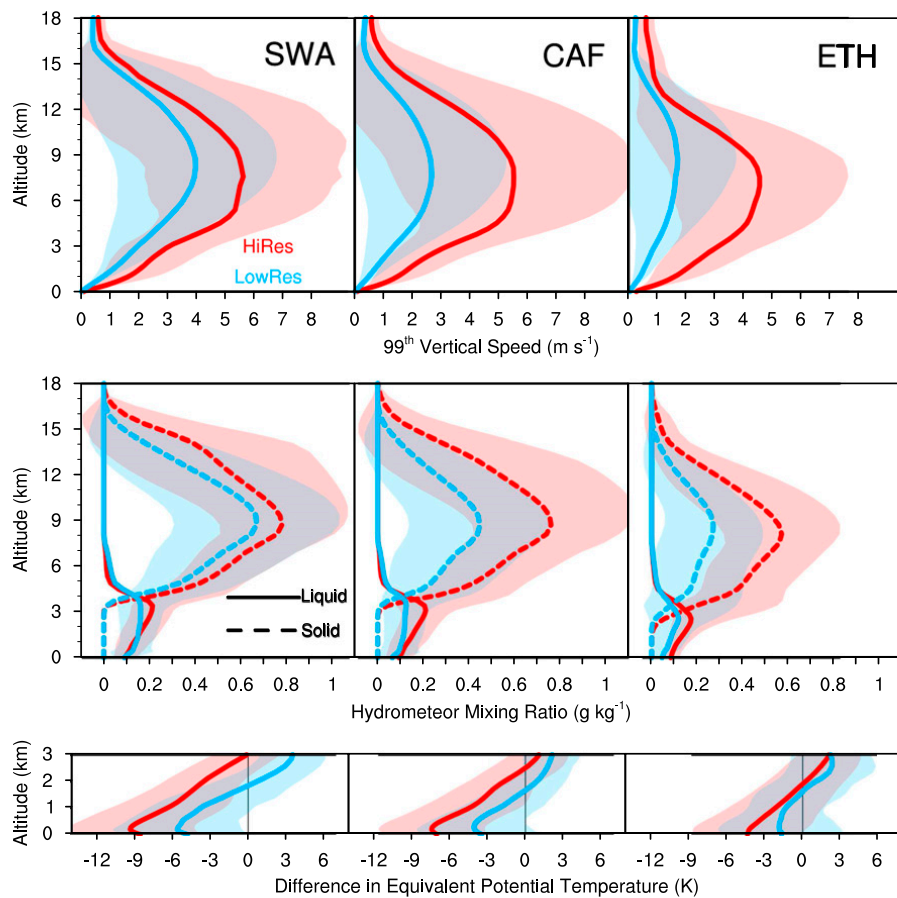 SWA CAF ETH
18
15
12
9
6
3
0
Altitude (km)
HiRes
LowRes
0 1 2 3 4 5 6 7 8 0 1 2 3 4 5 6 7 8 0 1 2 3 4 5 6 7 8
99th Vertical Speed (m s-1)
18
15
12
9
6
3
0
Altitude (km)
Liquid
Solid
0 0.2 0.4 0.6 0.8 1 0 0.2 0.4 0.6 0.8 1 0 0.2 0.4 0.6 0.8 1
Hydrometeor Mixing Ratio (g kg-1)
3
2
1
0
Altitude (km)
-12 -9 -6 -3 0 3 6 -12 -9 -6 -3 0 3 6 -12 -9 -6 -3 0 3 6
Difference in Equivalent Potential Temperature (K)